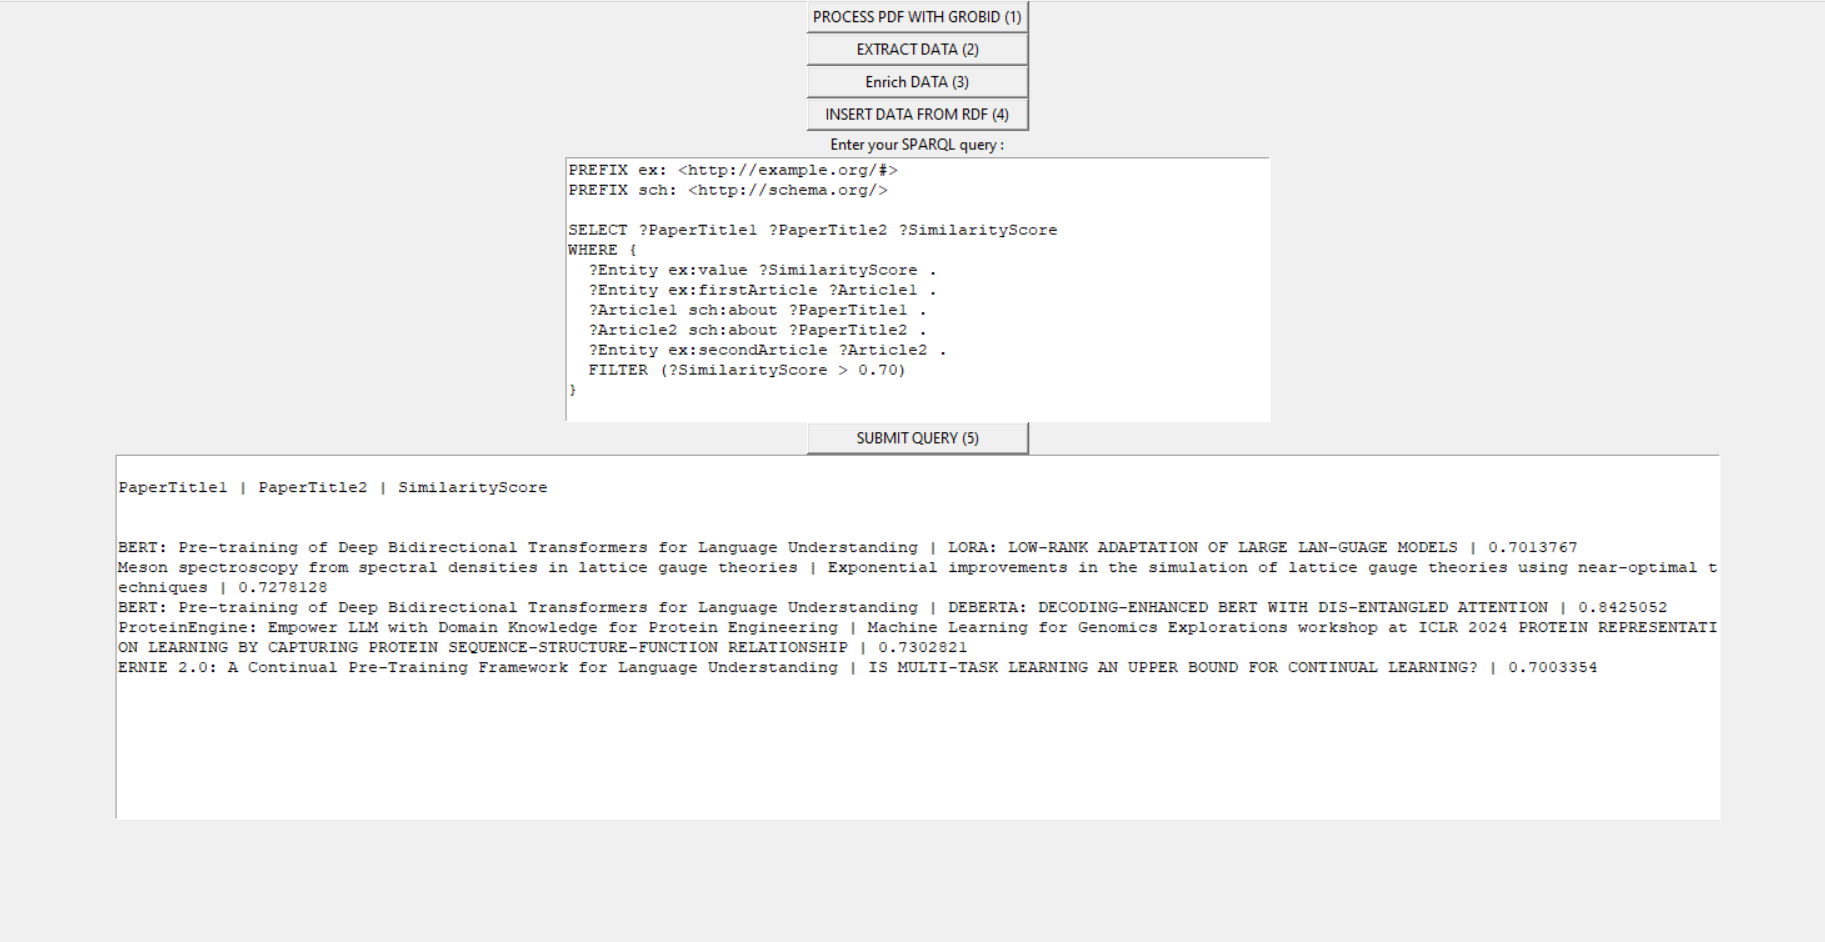 PROCESS PDF WITH GROBID (1)
EXTRACT DATA (2)
Enrich DATA (3)
INSERT DATA FROM RDF (4)
Enter your SPARQL query :
PREFIX ex: <http://example.org/#>
PREFIX sch: <http://schema.org/>
SELECT ?PaperTitle1 ?PaperTitle2 ?SimilarityScore
WHERE {
?Entity ex:value ?SimilarityScore .
?Entity ex:firstArticle ?Article1 .
?Article1 sch:about ?PaperTitle1 .
?Article2 sch:about ?PaperTitle2 .
?Entity ex:secondArticle ?Article2 .
FILTER (?SimilarityScore > 0.70)
}
SUBMIT QUERY (5)
PaperTitle1 | PaperTitle2 | SimilarityScore
BERT: Pre-training of Deep Bidirectional Transformers for Language Understanding | LORA: LOW-RANK ADAPTATION OF LARGE LAN-GUAGE MODELS | 0.7013767
Meson spectroscopy from spectral densities in lattice gauge theories | Exponential improvements in the simulation of lattice gauge theories using near-optimal t
echniques | 0.7278128
BERT: Pre-training of Deep Bidirectional Transformers for Language Understanding | DEBERTA: DECODING-ENHANCED BERT WITH DIS-ENTANGLED ATTENTION | 0.8425052
ProteinEngine: Empower LLM with Domain Knowledge for Protein Engineering | Machine Learning for Genomics Explorations workshop at ICLR 2024 PROTEIN REPRESENTATI
ON LEARNING BY CAPTURING PROTEIN SEQUENCE-STRUCTURE-FUNCTION RELATIONSHIP | 0.7302821
ERNIE 2.0: A Continual Pre-Training Framework for Language Understanding | IS MULTI-TASK LEARNING AN UPPER BOUND FOR CONTINUAL LEARNING? | 0.7003354